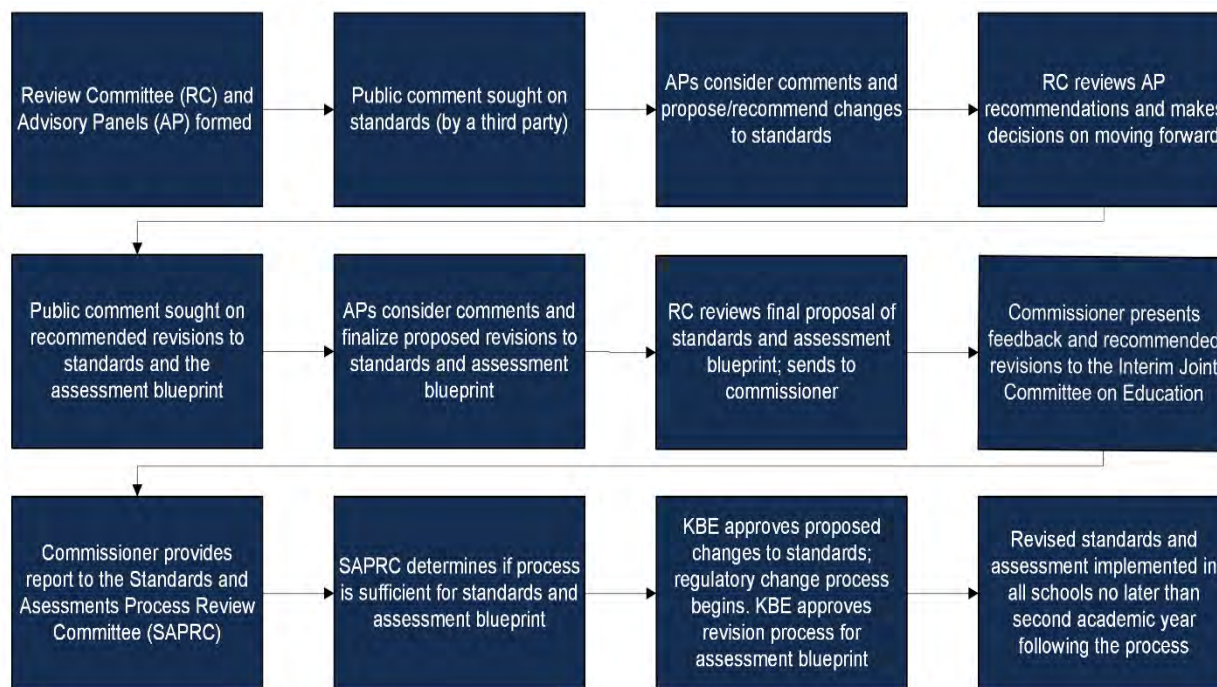 Review Committee (RC) and
Advisory Panels (AP) formed
Public comment sought on
standards (by a third party)
APs consider comments and
propose/recommend changes
to standards
RC reviews AP
recommendations and makes
decisions on moving forward
Public comment sought on
recommended revisions to
standards and the
assessment blueprint
APs consider comments and
finalize proposed revisions to
standards and assessment
blueprint
RC reviews final proposal of
standards and assessment
blueprint; sends to
commissioner
Commissioner presents
feedback and recommended
revisions to the Interim Joint
Committee on Education
Commissioner provides
report to the Standards and
Asessments Process Review
Committee (SAPRC)
SAPRC determines if process
is sufficient for standards and
assessment blueprint
KBE approves proposed
changes to standards;
regulatory change process
begins. KBE approves
revision process for
assessment blueprint
Revised standards and
assessment implemented in
all schools no later than
second academic year
following the process